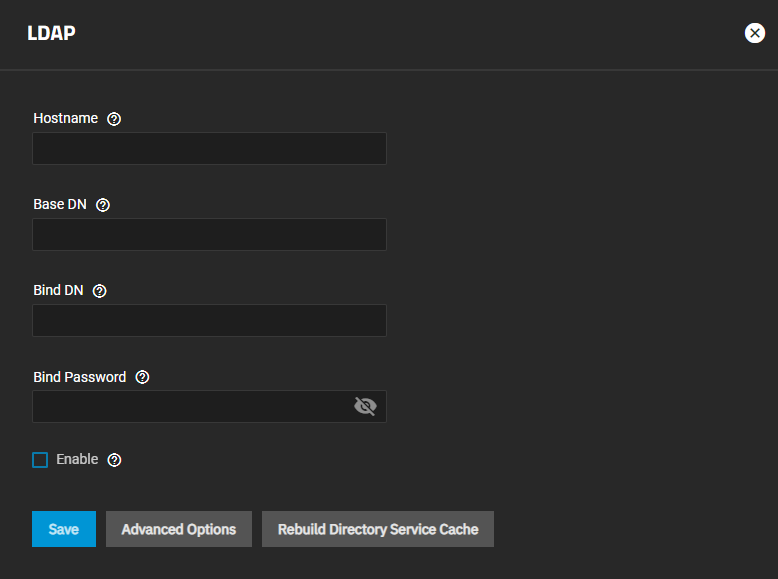 LDAP
Hostname
Base DN
Bind DN
Bind Password
Enable
Save Advanced Options Rebuild Directory Service Cache